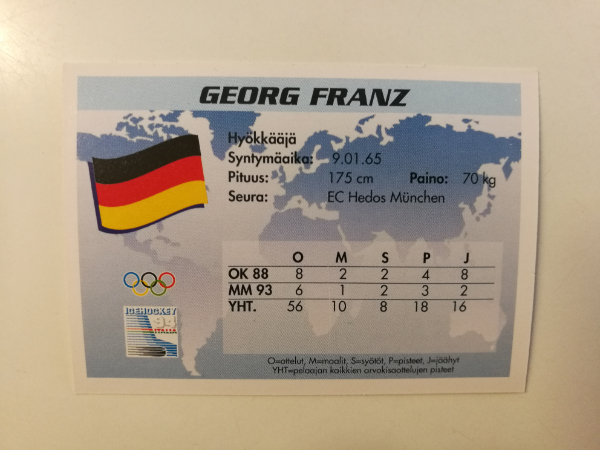 GEORG FRANZ
Hyökkääjä
Syntymäaika: 9.01.65
Pituus: 175 cm Paino: 70 kg
Seura: EC Hedos München
O M S P J
OK 88 8 2 2 4 8
MM 93 6 1 2 3 2
YHT. 56 10 8 18 16
ICEHOCKEY
94
ITALIA
O=ottelut, M=maalit, S=syötöt, P=pisteet, J=jäähyt
YHT=pelaajan kaikkien arvokisaottelujen pisteet